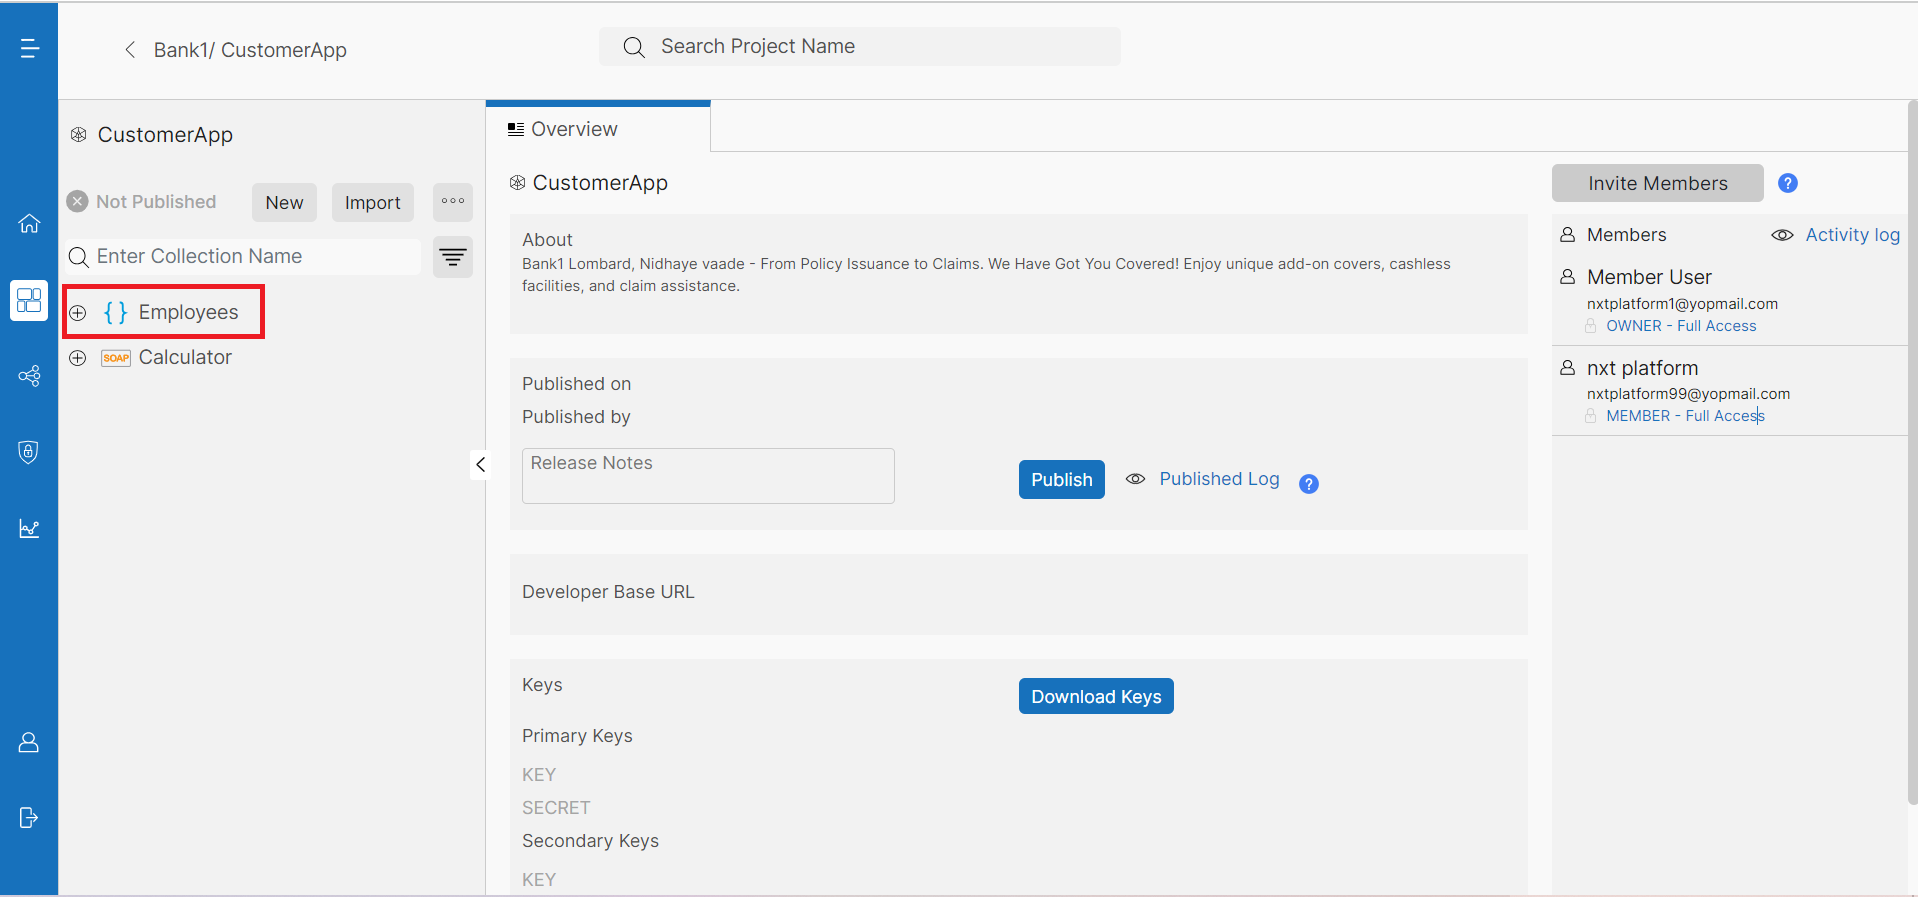 Bank1/ CustomerApp
Search Project Name
CustomerApp
Not Published
New
Import
Enter Collection Name
{ } Employees
SOAP Calculator
Overview
CustomerApp
About
Bank1 Lombard, Nidhaye vaade - From Policy Issuance to Claims. We Have Got You Covered! Enjoy unique add-on covers, cashless
facilities, and claim assistance.
Published on
Published by
Release Notes
Publish
Published Log
?
Developer Base URL
Keys
Download Keys
Primary Keys
KEY
SECRET
Secondary Keys
KEY
Invite Members
?
Members
Activity log
Member User
nxtplatform1@yopmail.com
OWNER - Full Access
nxt platform
nxtplatform99@yopmail.com
MEMBER - Full Access